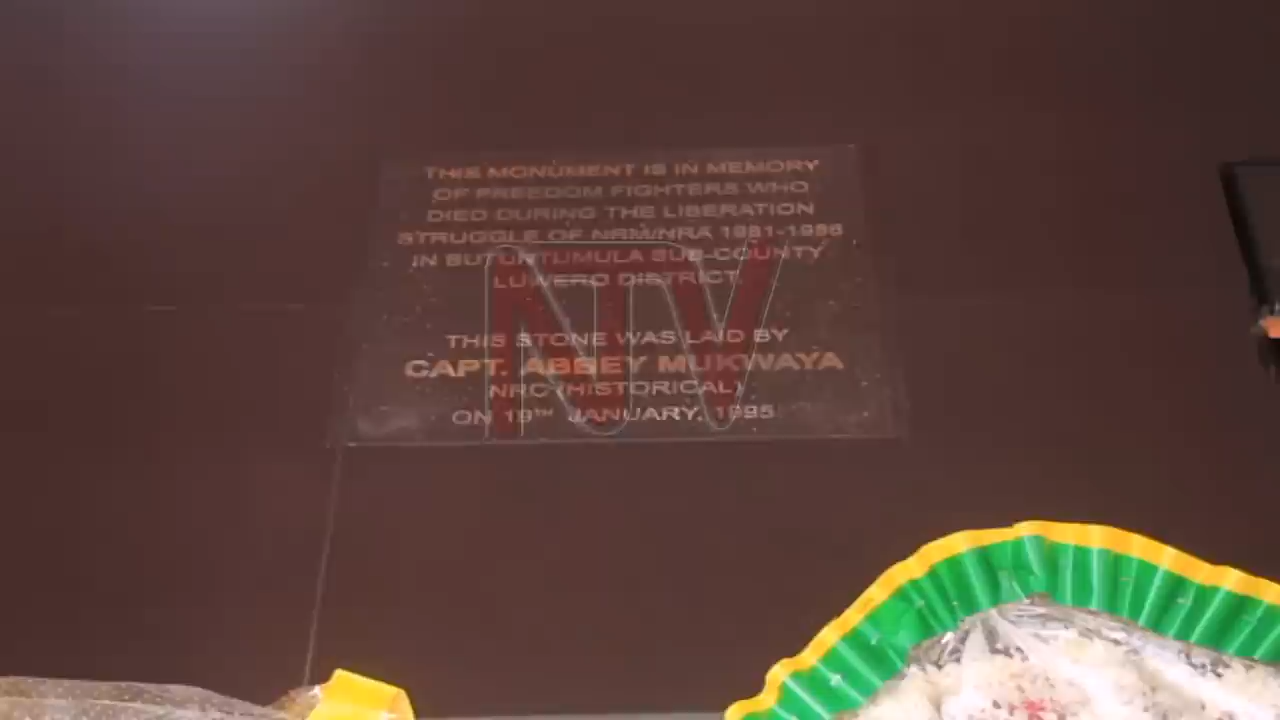 THIS MONUMENT IS IN MEMORY
OF FREEDOM FIGHTERS WHO
DIED DURING THE LIBERATION
STRUGGLE OF NRM/NRA 1981-1986
IN BUTUNTUMULA SUB-COUNTY
LUWERO DISTRICT.
THIS STONE WAS LAID BY
CAPT. ABBEY MUKWAYA
NRC (HISTORICAL)
ON 19TH JANUARY, 1995
NTV